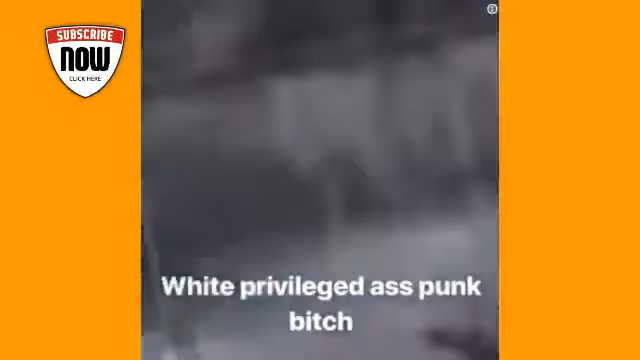 SUBSCRIBE
NOW
CLICK HERE
White privileged ass punk
bitch